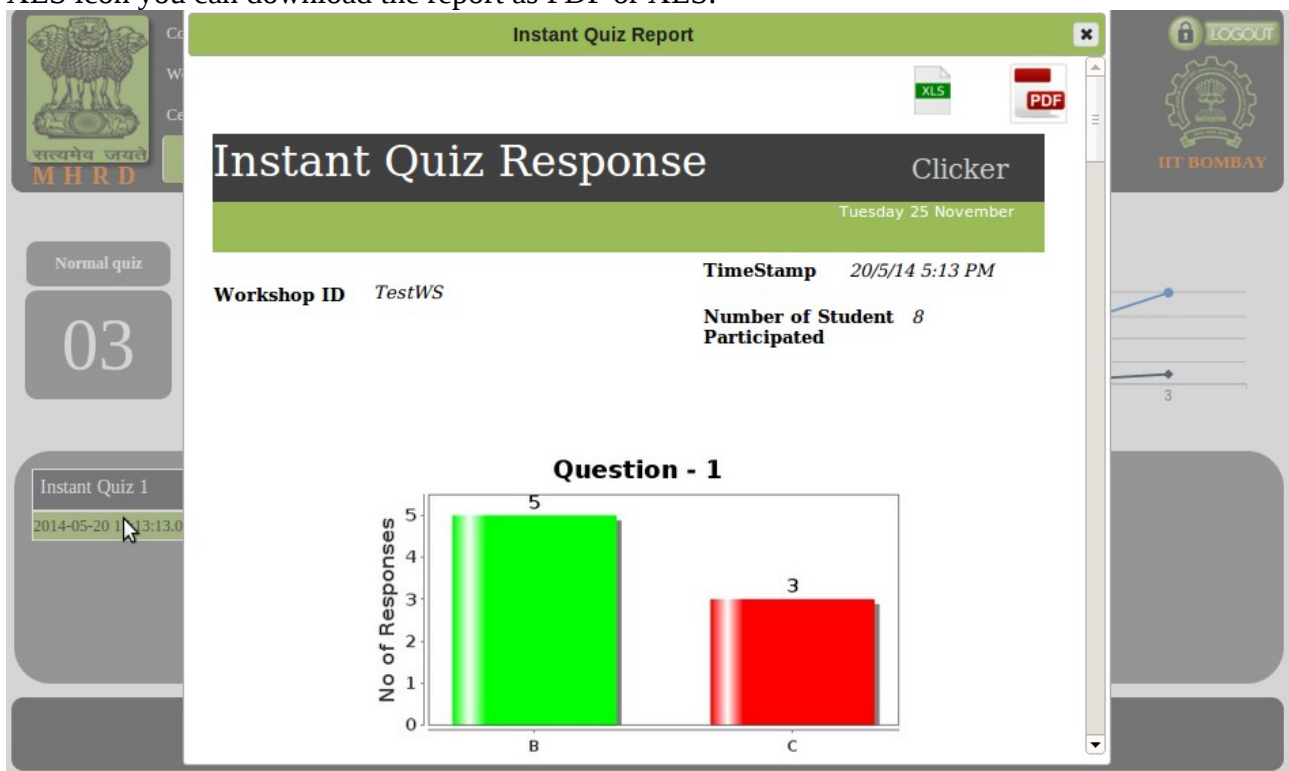 XLS icon you can download the report as PDF or XLS.
Instant Quiz Report
LOGOUT
XLS
PDF
सत्यमेव जयते
MHRD
IIT BOMBAY
Instant Quiz Response
Clicker
Tuesday 25 November
Normal quiz
03
Workshop ID TestWS
TimeStamp 20/5/14 5:13 PM
Number of Student 8
Participated
3
Instant Quiz 1
2014-05-20
Question - 1
No of Responses
5
4
3
2
1
0
5
3
B
C